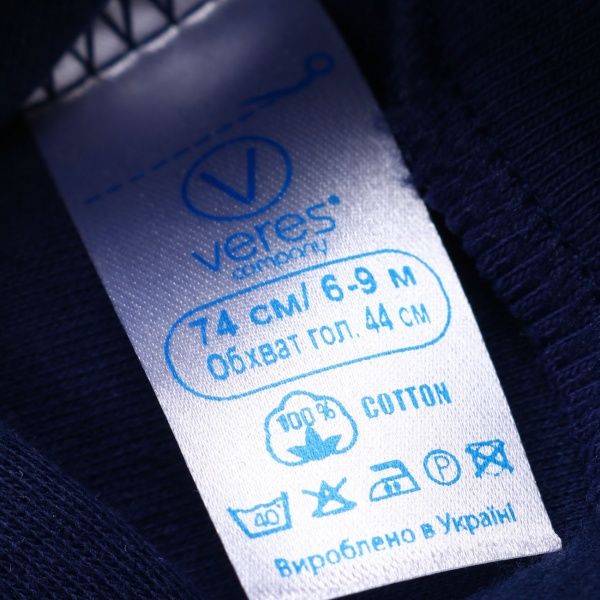 V
veres
company
74 см/ 6-9 м
Обхват гол. 44 см
100 % COTTON
40° P
Вироблено в Україні